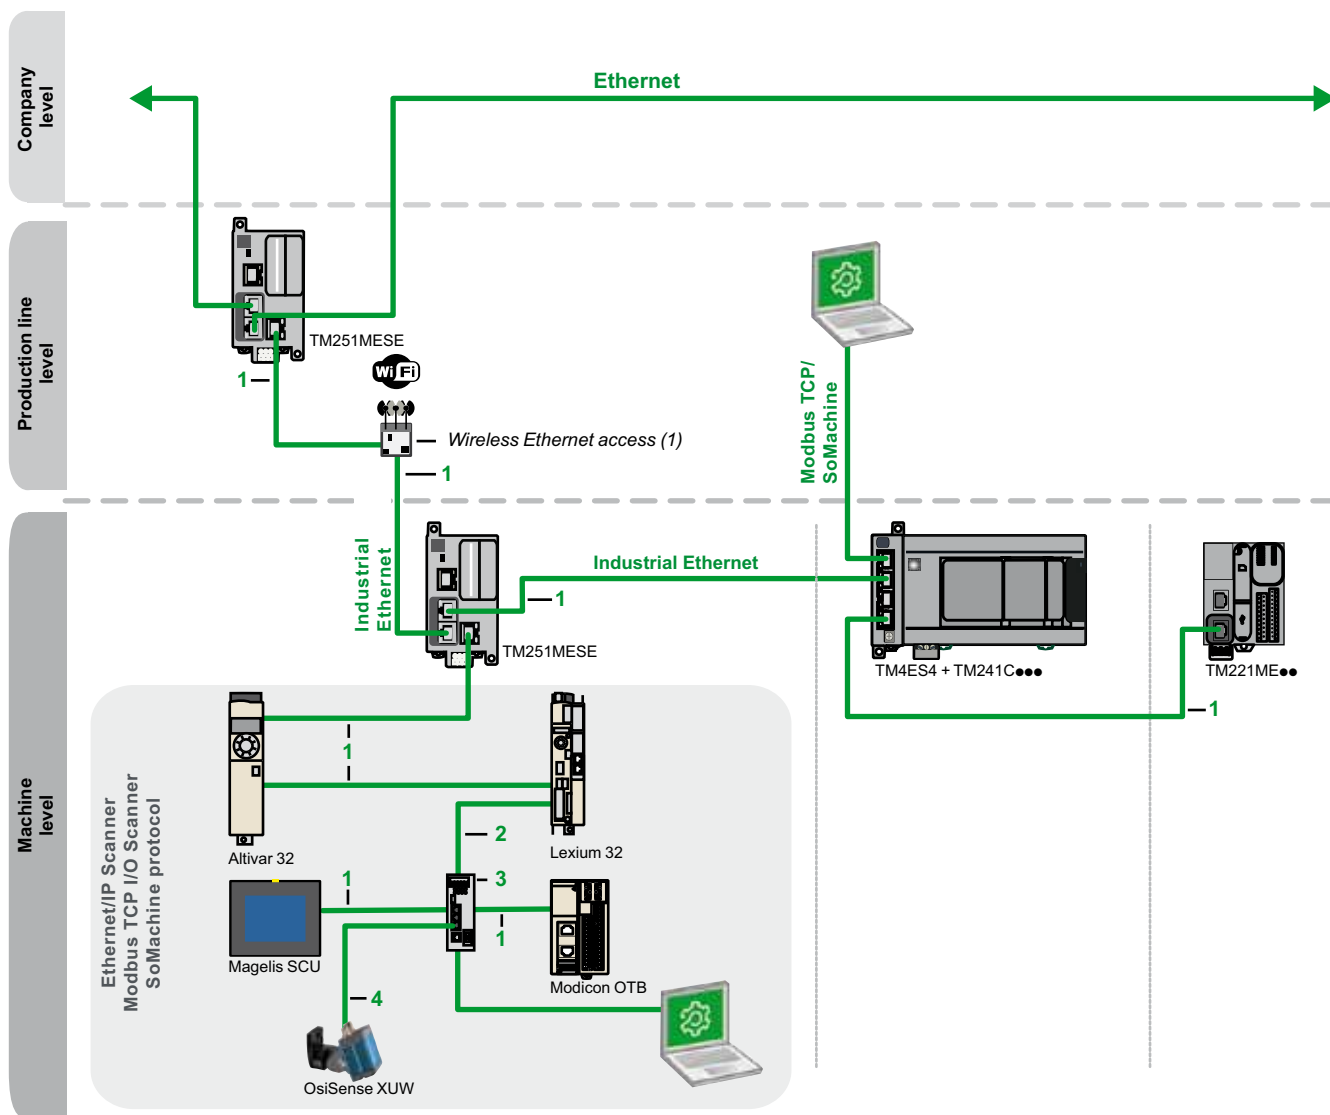 Company
level
Ethernet
Production line
level
TM251MESE
1
Wi Fi
Wireless Ethernet access (1)
1
Modbus TCP/
SoMachine
Machine
level
Industrial
Ethernet
Industrial Ethernet
1
TM251MESE
TM4ES4 + TM241C●●●
TM221ME●●
1
Ethernet/IP Scanner
Modbus TCP I/O Scanner
SoMachine protocol
1
Altivar 32
2
Lexium 32
1
3
1
Magelis SCU
Modicon OTB
4
OsiSense XUW